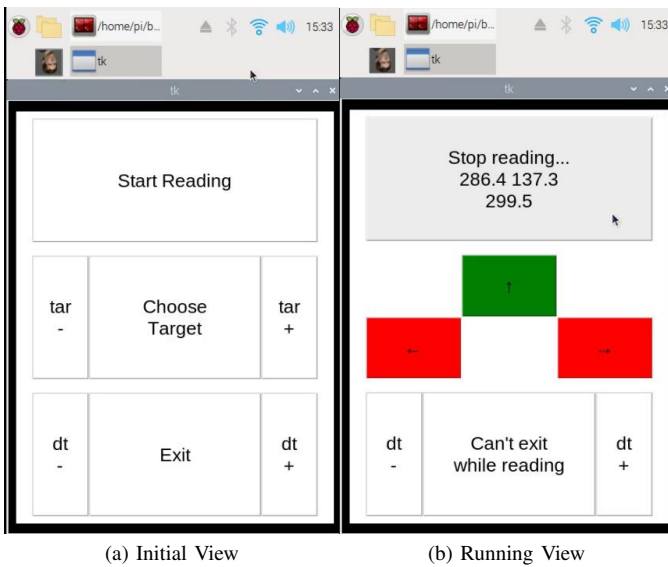 /home/pi/b...
15:33
tk
tk
Start Reading
tar
-
Choose
Target
tar
+
dt
-
Exit
dt
+
(a) Initial View
/home/pi/b...
15:33
tk
tk
Stop reading...
286.4 137.3
299.5
↑
←
→
dt
-
Can't exit
while reading
dt
+
(b) Running View